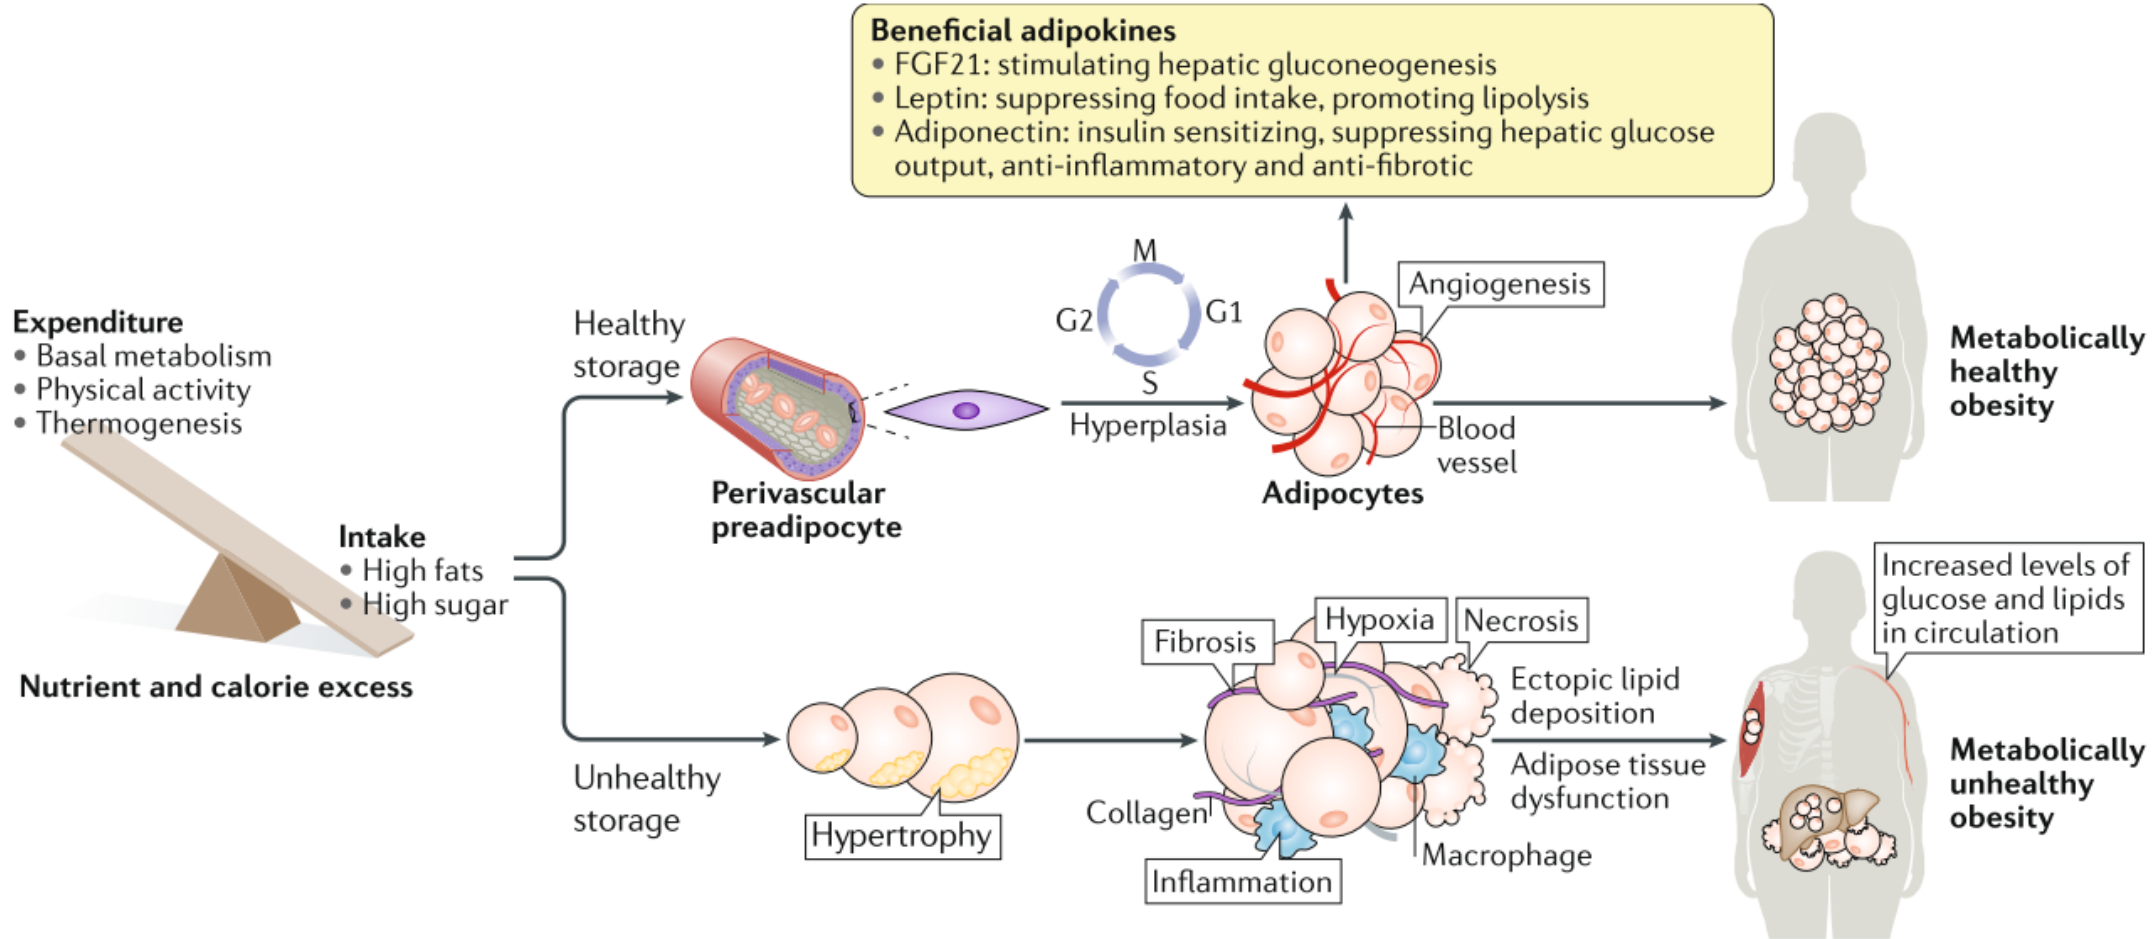 Beneficial adipokines
• FGF21: stimulating hepatic gluconeogenesis
• Leptin: suppressing food intake, promoting lipolysis
• Adiponectin: insulin sensitizing, suppressing hepatic glucose
output, anti-inflammatory and anti-fibrotic
Expenditure
• Basal metabolism
• Physical activity
• Thermogenesis
Intake
• High fats
• High sugar
Nutrient and calorie excess
Healthy
storage
Perivascular
preadipocyte
M
G1
S
G2
Hyperplasia
Angiogenesis
Blood
vessel
Adipocytes
Metabolically
healthy
obesity
Unhealthy
storage
Hypertrophy
Fibrosis
Hypoxia
Necrosis
Collagen
Inflammation
Macrophage
Ectopic lipid
deposition
Adipose tissue
dysfunction
Increased levels of
glucose and lipids
in circulation
Metabolically
unhealthy
obesity